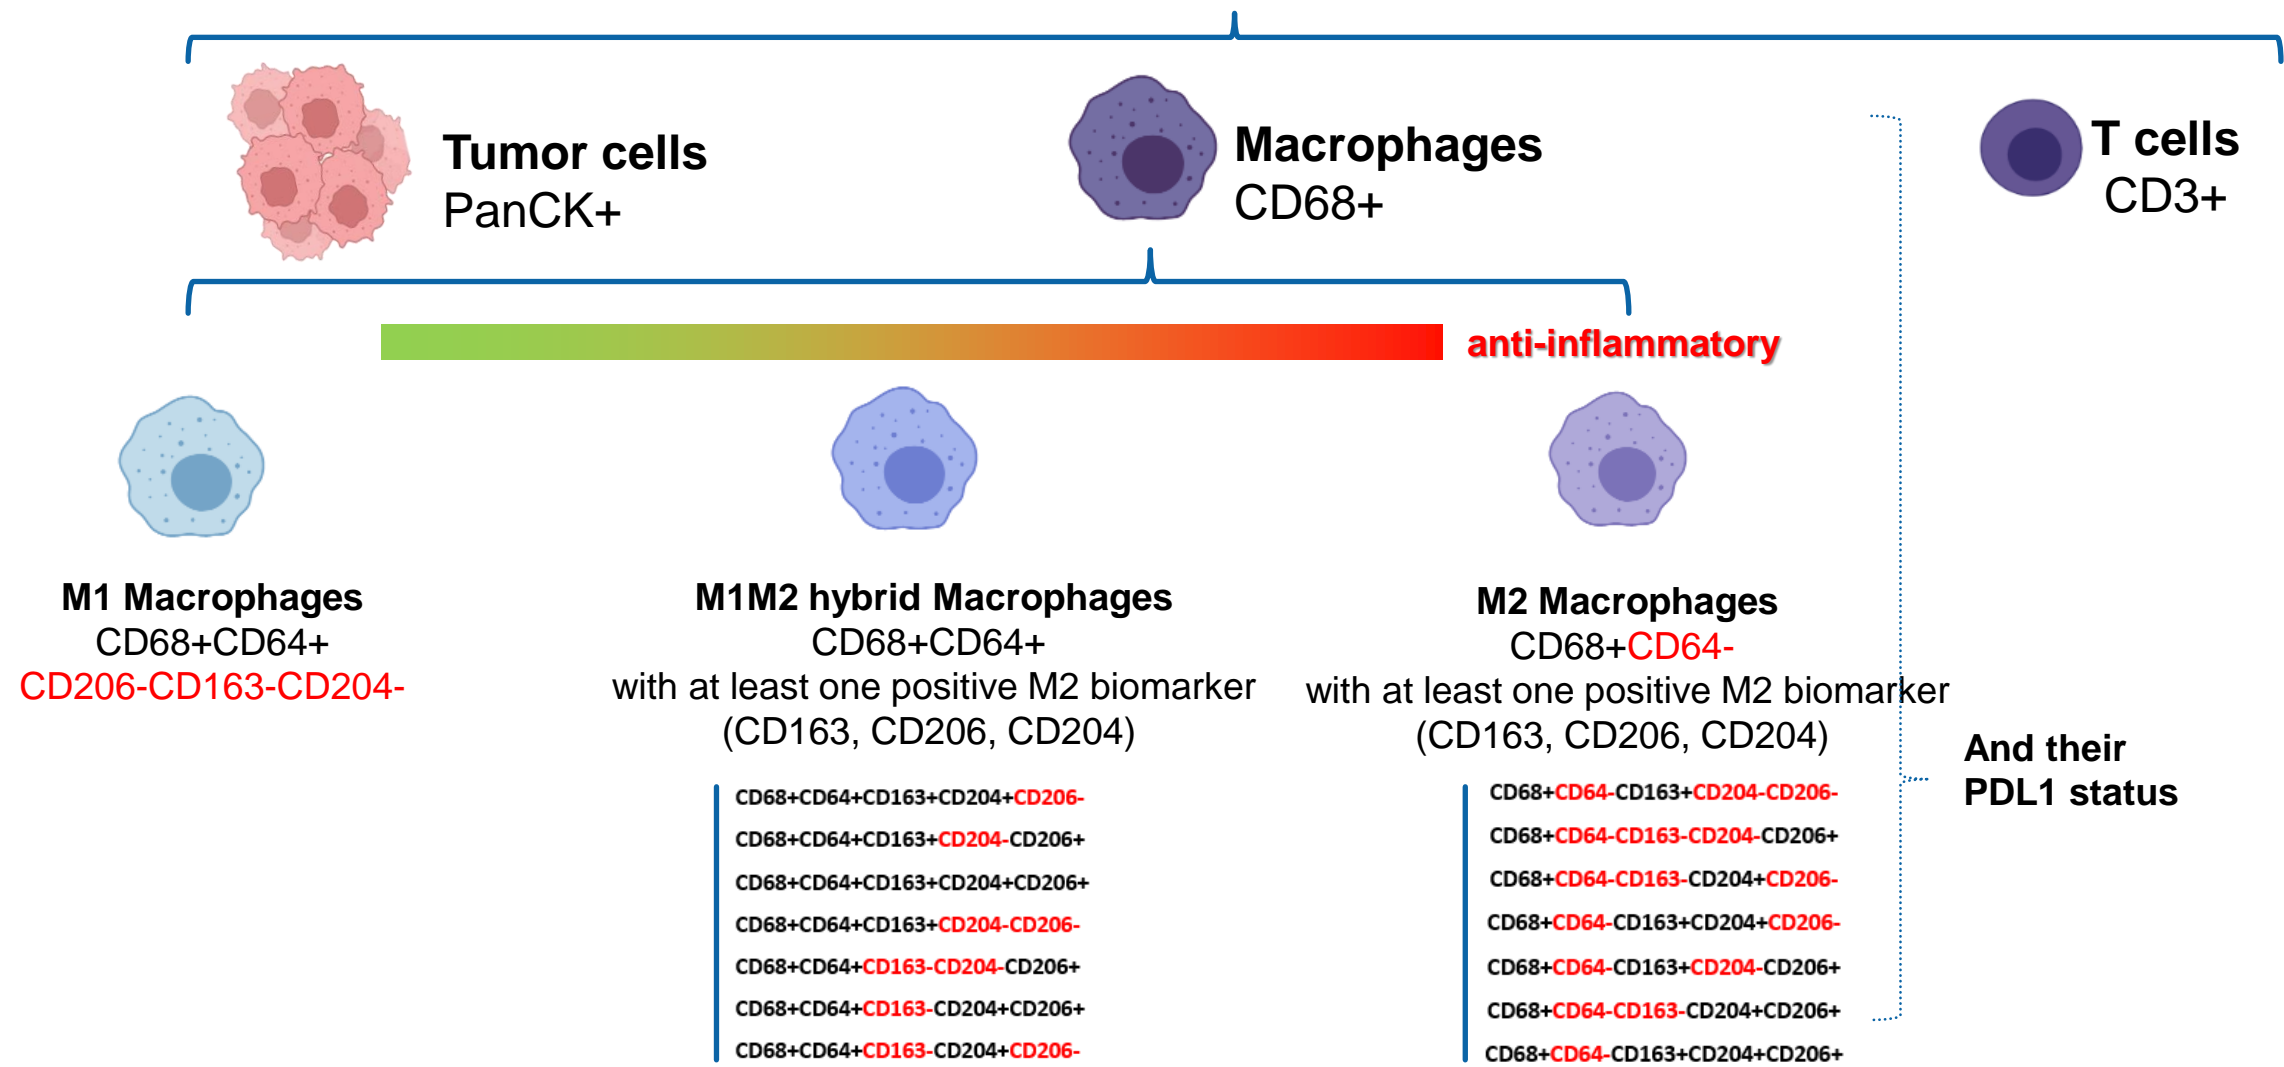 Tumor cells
PanCK+
Macrophages
CD68+
T cells
CD3+
anti-inflammatory
M1 Macrophages
CD68+CD64+
CD206-CD163-CD204-
M1M2 hybrid Macrophages
CD68+CD64+
with at least one positive M2 biomarker
(CD163, CD206, CD204)
CD68+CD64+CD163+CD204+CD206-
CD68+CD64+CD163+CD204-CD206+
CD68+CD64+CD163+CD204+CD206+
CD68+CD64+CD163+CD204-CD206-
CD68+CD64+CD163-CD204-CD206+
CD68+CD64+CD163-CD204+CD206+
CD68+CD64+CD163-CD204+CD206-
M2 Macrophages
CD68+CD64-
with at least one positive M2 biomarker
(CD163, CD206, CD204)
CD68+CD64-CD163+CD204-CD206-
CD68+CD64-CD163-CD204-CD206+
CD68+CD64-CD163-CD204+CD206-
CD68+CD64-CD163+CD204+CD206-
CD68+CD64-CD163+CD204-CD206+
CD68+CD64-CD163-CD204+CD206+
CD68+CD64-CD163+CD204+CD206+
And their
PDL1 status